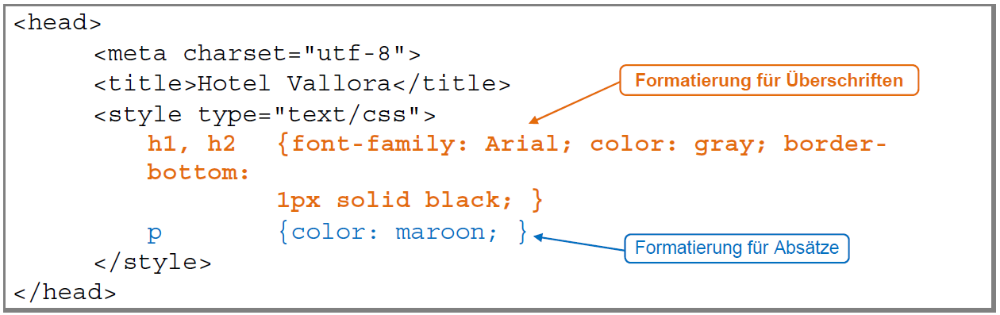 <head>
<meta charset="utf-8">
<title>Hotel Vallora</title>
Formatierung für Überschriften
<style type="text/css">
h1, h2 {font-family: Arial; color: gray; border-
bottom:
1px solid black; }
p {color: maroon; }
Formatierung für Absätze
</style>
</head>